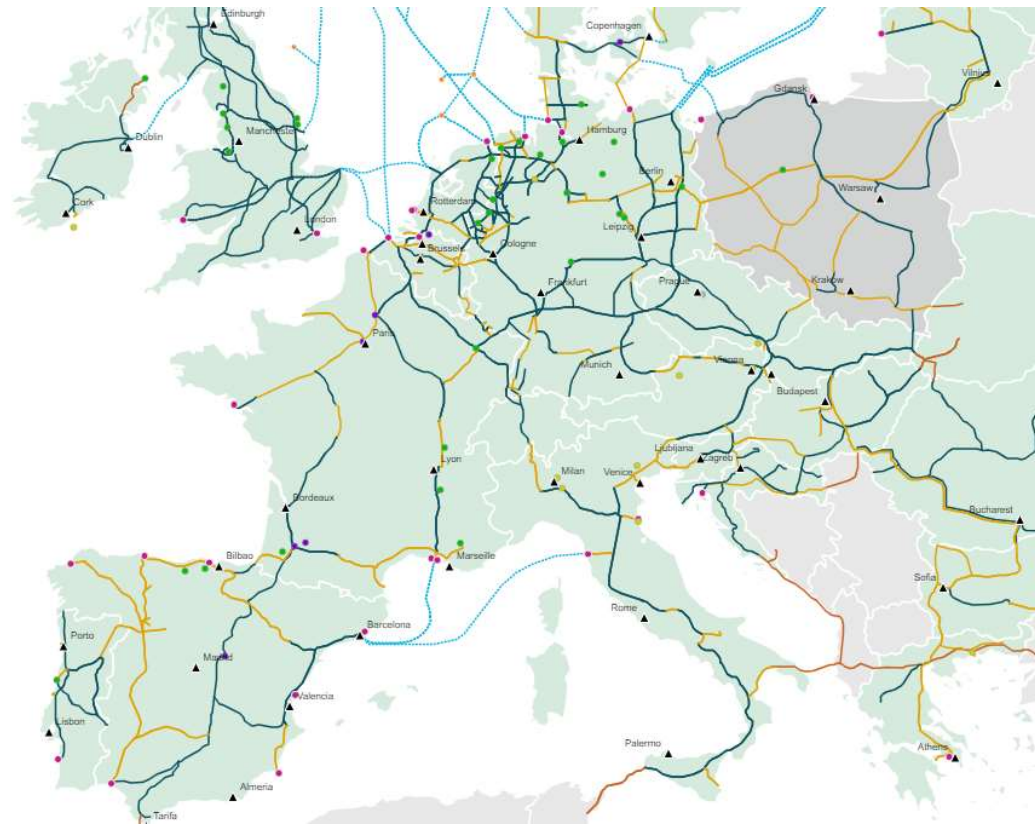 Edinburgh
Copenhagen
Vilnius
Gdansk
Dublin
Manchester
Hamburg
Berlin
Warsaw
Cork
London
Rotterdam
Leipzig
Brussels
Cologne
Frankfurt
Prague
Krakow
Paris
Munich
Vienna
Budapest
Lyon
Milan
Venice
Ljubljana
Zagreb
Bordeaux
Bucharest
Bilbao
Marseille
Sofia
Rome
Porto
Barcelona
Madrid
Valencia
Lisbon
Palermo
Athens
Almeria
Tarifa